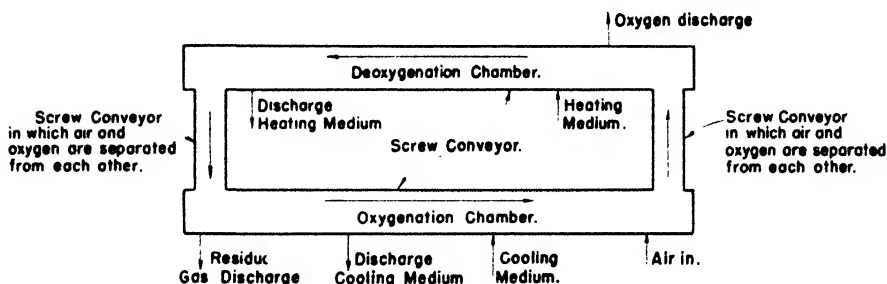 Oxygen discharge
Deoxygenation Chamber.
Discharge
Heating Medium
Heating
Medium.
Screw Conveyor
in which air and
oxygen are separated
from each other.
Screw Conveyor.
Screw Conveyor
in which air and
oxygen are separated
from each other.
Oxygenation Chamber.
Residue
Gas Discharge
Discharge
Cooling Medium
Cooling
Medium.
Air in.